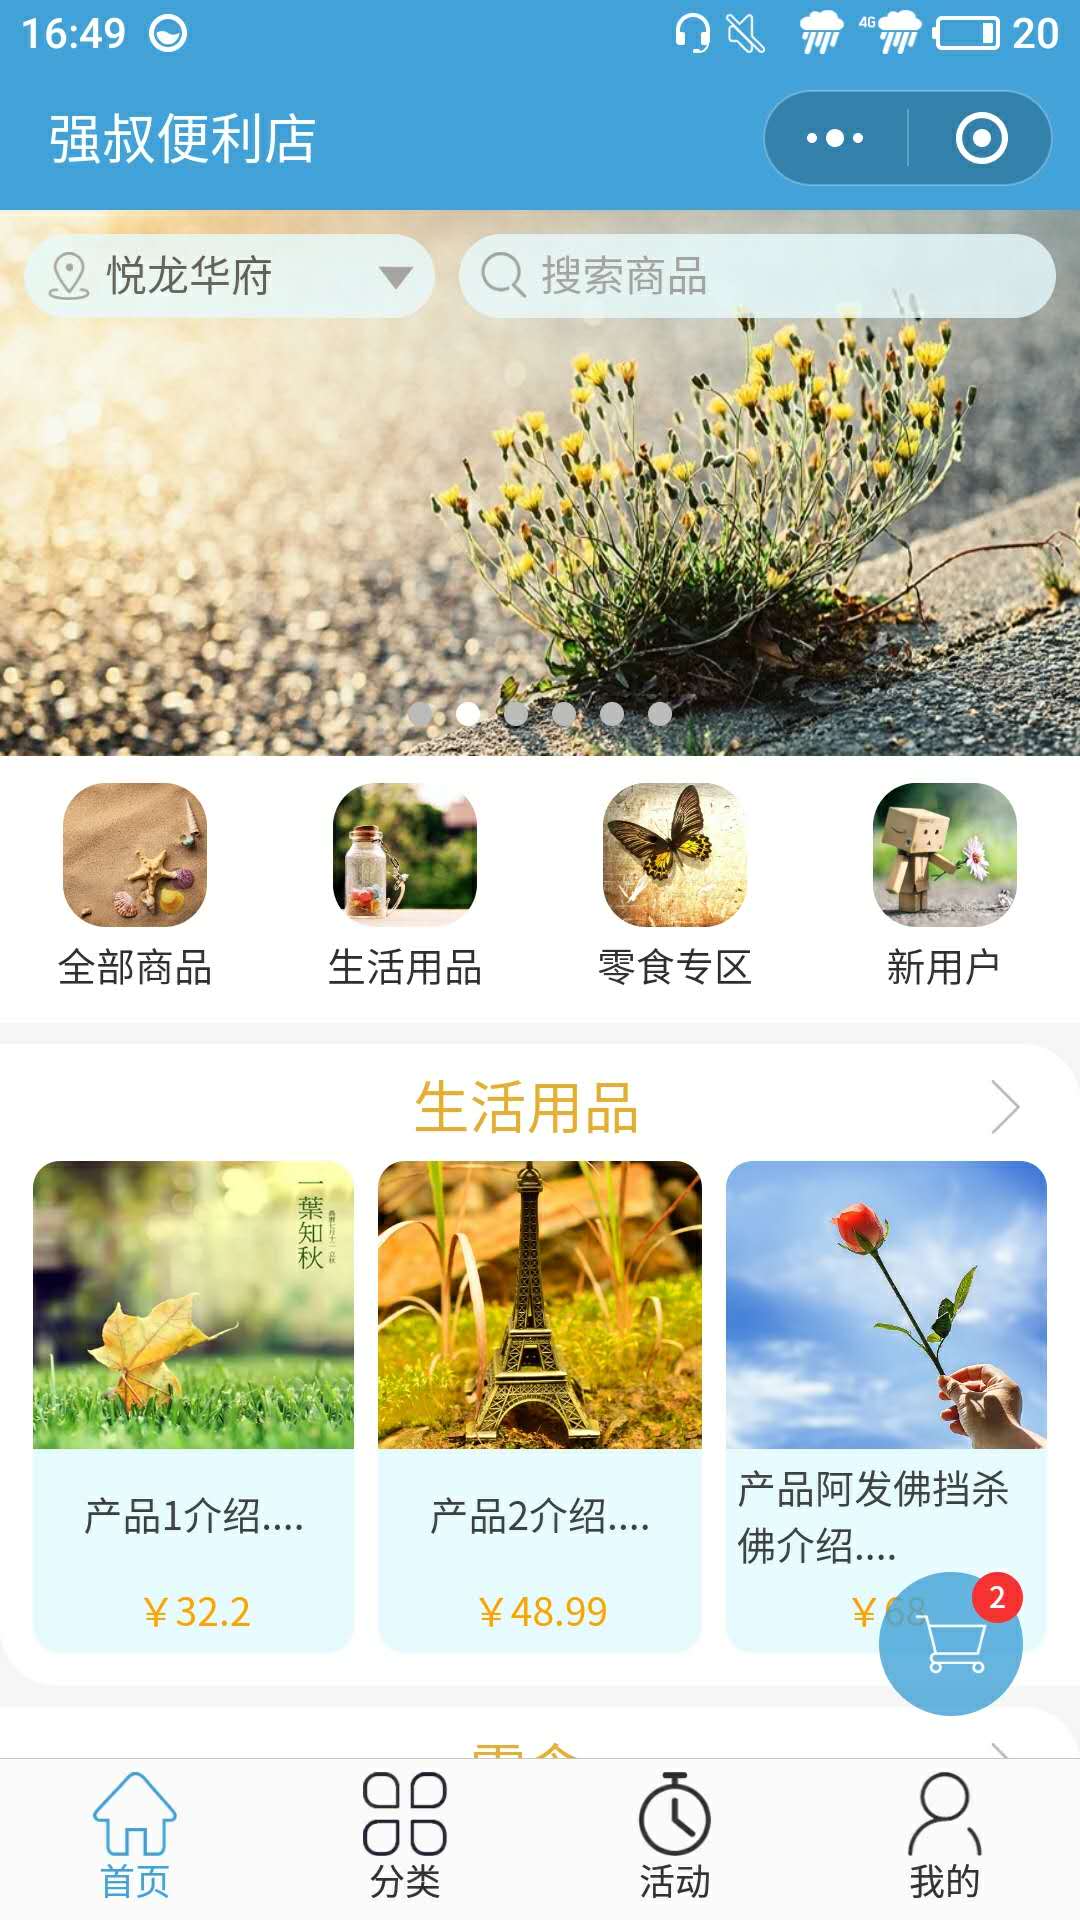 16:49
4G
20
强叔便利店
悦龙华府
搜索商品
全部商品
生活用品
零食专区
新用户
生活用品
一葉知秋
产品1介绍....
产品2介绍....
产品阿发佛挡杀
佛介绍....
￥32.2
￥48.99
￥68
2
零食
首页
分类
活动
我的